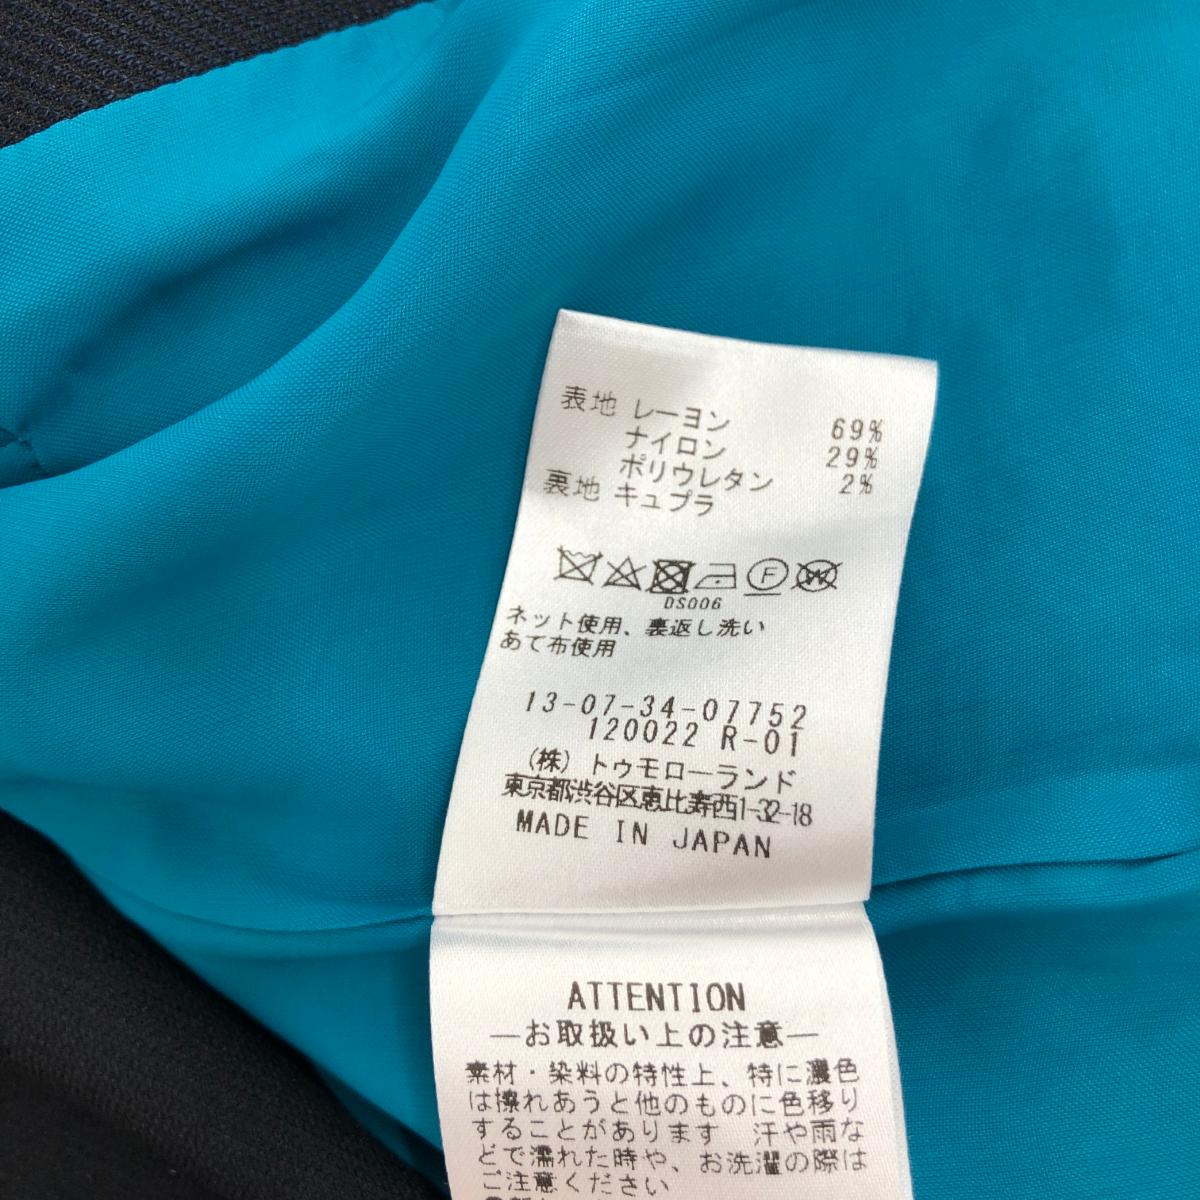 表地 レーヨン 69%
ナイロン 29%
ポリウレタン 2%
裏地 キュプラ
F W
DS006
ネット使用、裏返し洗い
あて布使用
13-07-34-07752
120022 R-01
(株) トゥモローランド
東京都渋谷区恵比寿西1-32-18
MADE IN JAPAN
ATTENTION
―お取扱い上の注意―
素材・染料の特性上、特に濃色
は擦れあうと他のものに色移り
することがあります 汗や雨な
どで濡れた時や、お洗濯の際は
ご注意ください